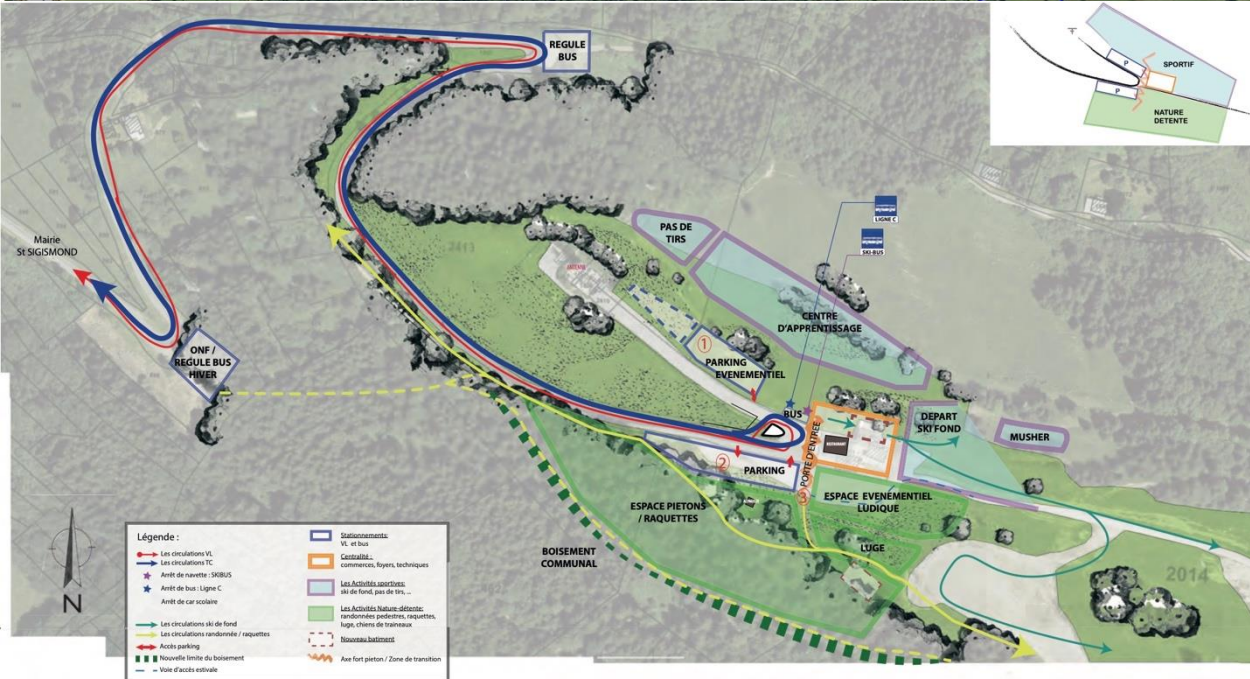 REGULE
BUS
P
SPORTIF
P
NATURE
DETENTE
Mairie
St SIGISMOND
2413
PAS DE
TIRS
LIGNE C
SKI-BUS
CENTRE
D'APPRENTISSAGE
ONF /
REGULE BUS
HIVER
1
PARKING
EVENEMENTIEL
BUS
PORTE D'ENTREE
RESTAURANT
DEPART
SKI FOND
MUSHER
2
PARKING
3
ESPACE PIETONS
/ RAQUETTES
ESPACE EVENÉMENTIEL
LUDIQUE
LUGE
BOISEMENT
COMMUNAL
2014
N
Légende :
Les circulations VL
Les circulations TC
Arrêt de navette : SKIBUS
Arrêt de bus : Ligne C
Arrêt de car scolaire
Les circulations ski de fond
Les circulations randonnée / raquettes
Accès parking
Nouvelle limite du boisement
Voie d'accès estivale
Stationnements:
VL et bus
Centralité :
commerces, foyers, techniques
Les Activités sportives:
ski de fond, pas de tirs, ...
Les Activités Nature-détente:
randonnées pedestres, raquettes,
luge, chiens de traineaux
Nouveau batiment
Axe fort pieton / Zone de transition